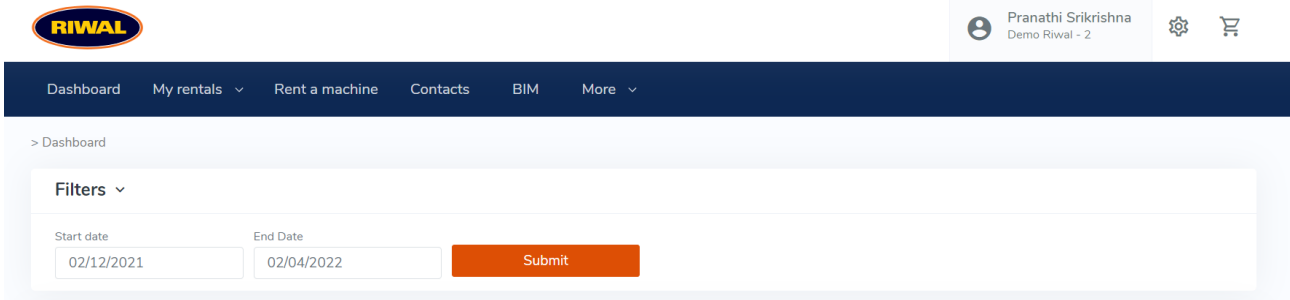 RIWAL
Pranathi Srikrishna
Demo Riwal - 2
Dashboard My rentals Rent a machine Contacts BIM More
> Dashboard
Filters
Start date End Date
02/12/2021 02/04/2022 Submit